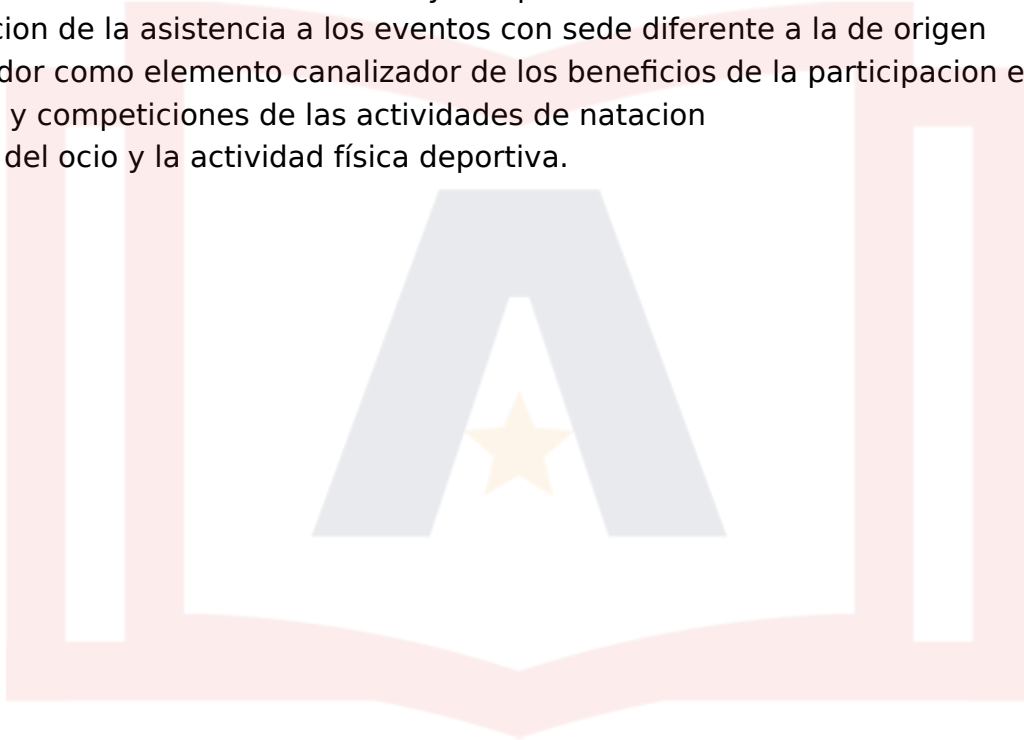 cion de la asistencia a los eventos con sede diferente a la de origen
dor como elemento canalizador de los beneficios de la participacion e
y competiciones de las actividades de natacion
del ocio y la actividad física deportiva.